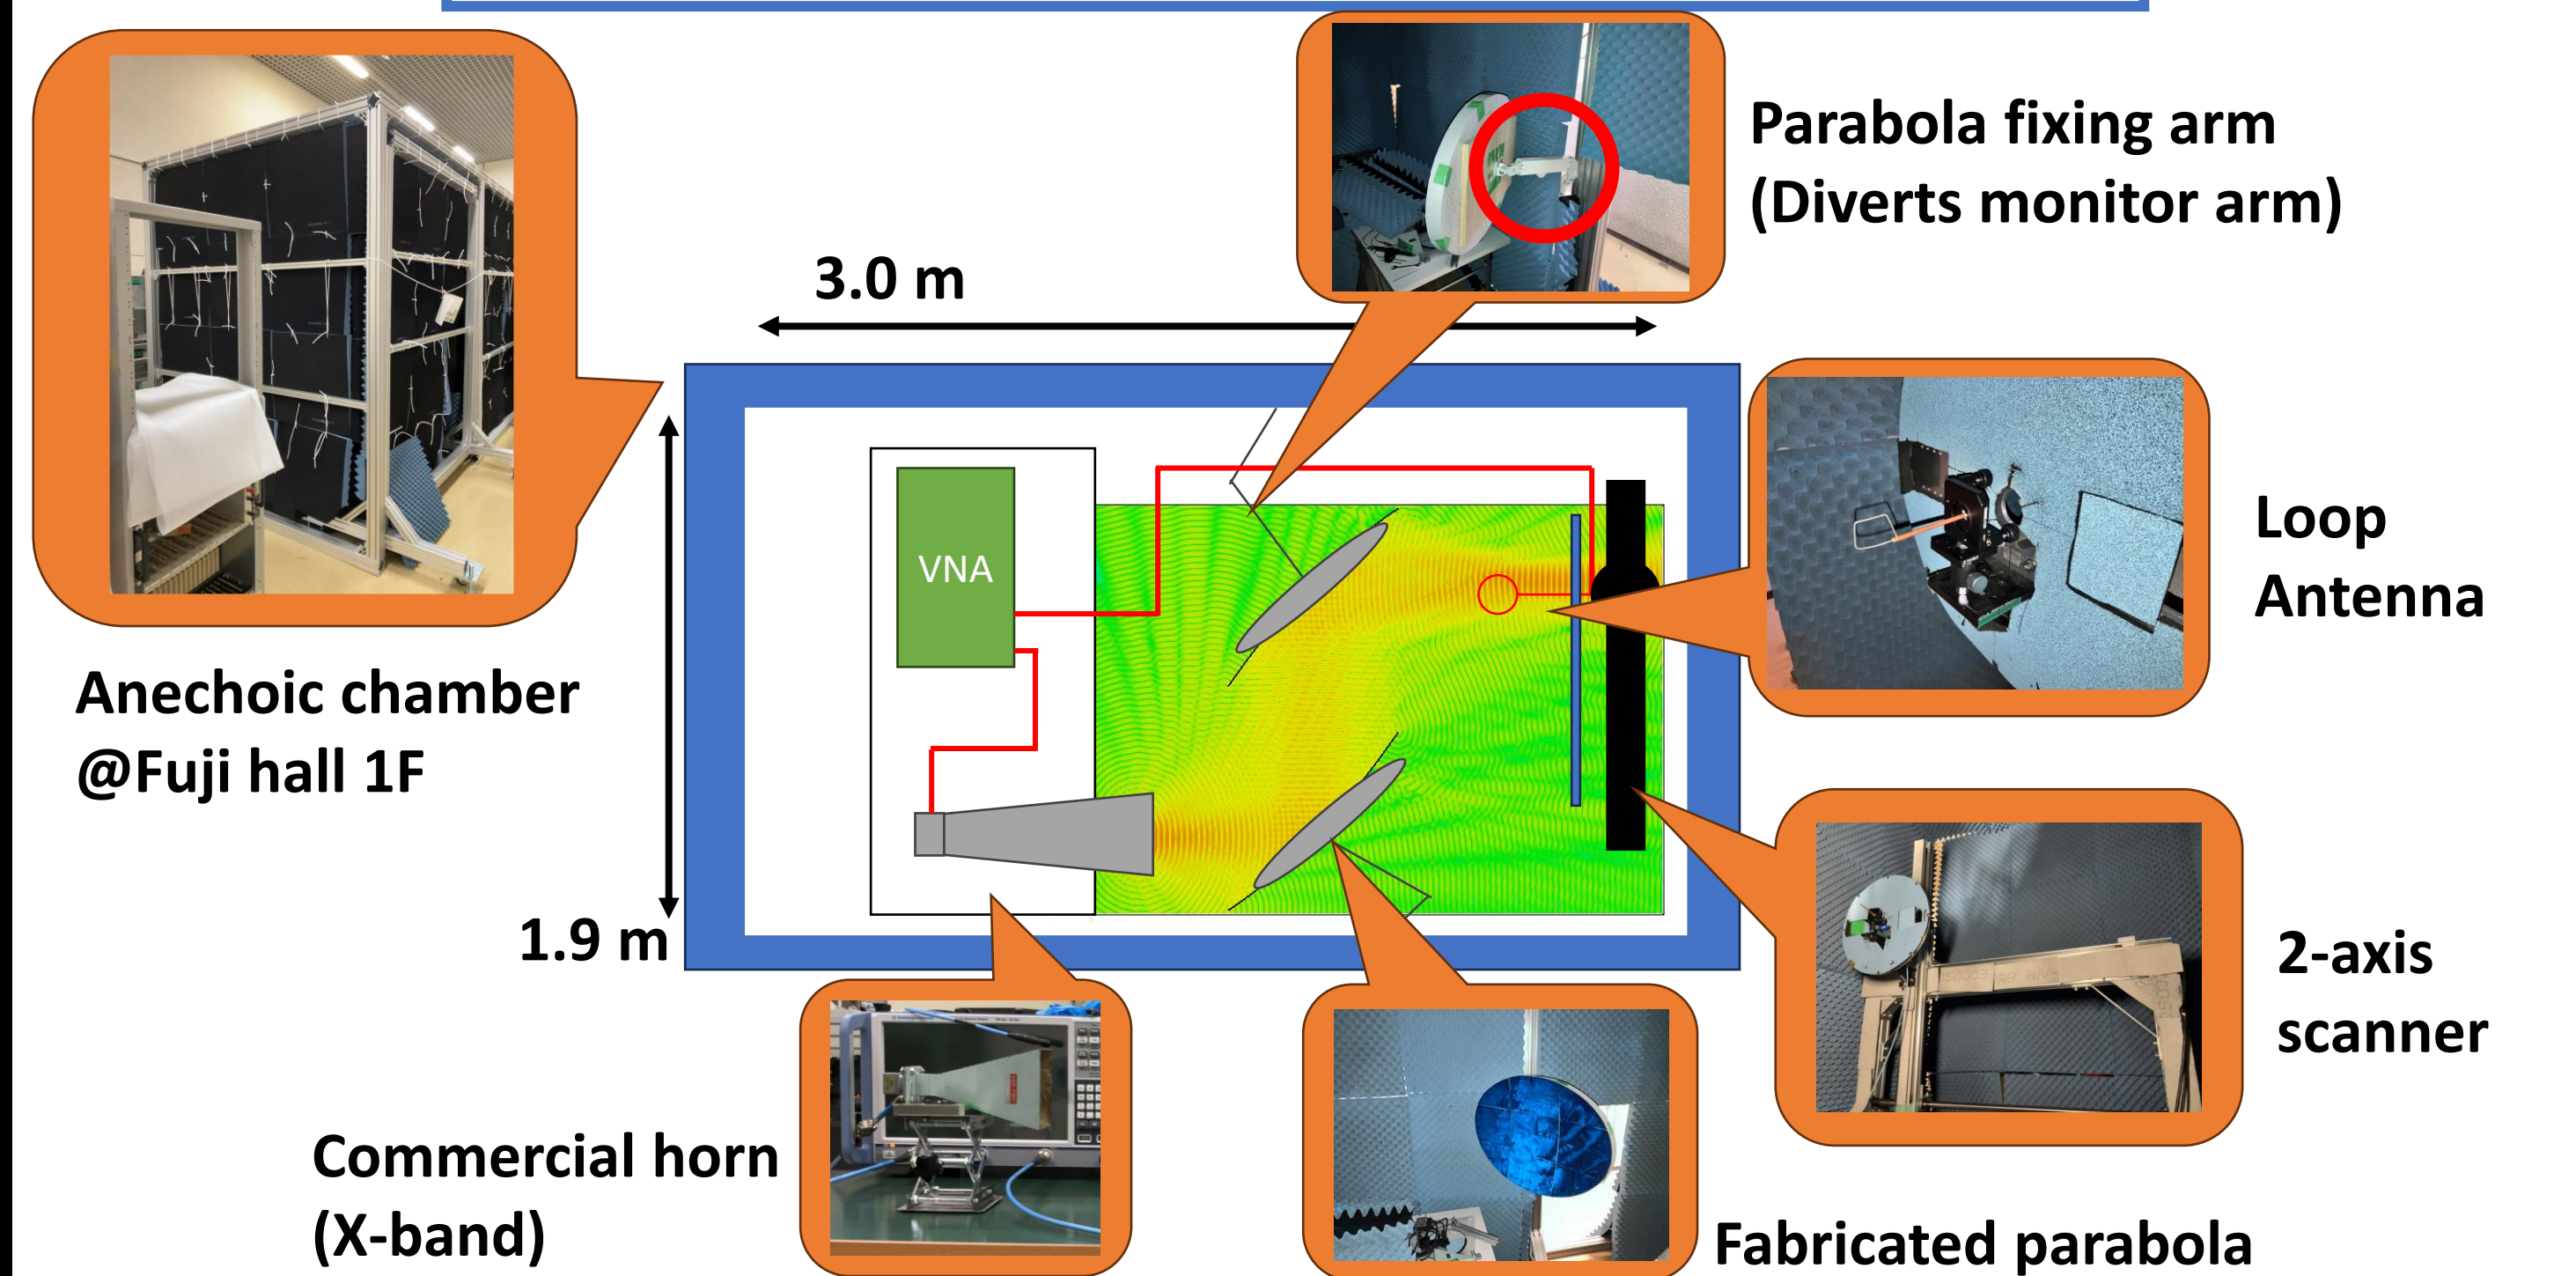 Parabola fixing arm
(Diverts monitor arm)
3.0 m
VNA
Loop
Antenna
Anechoic chamber
@Fuji hall 1F
1.9 m
2-axis
scanner
Commercial horn
(X-band)
Fabricated parabola